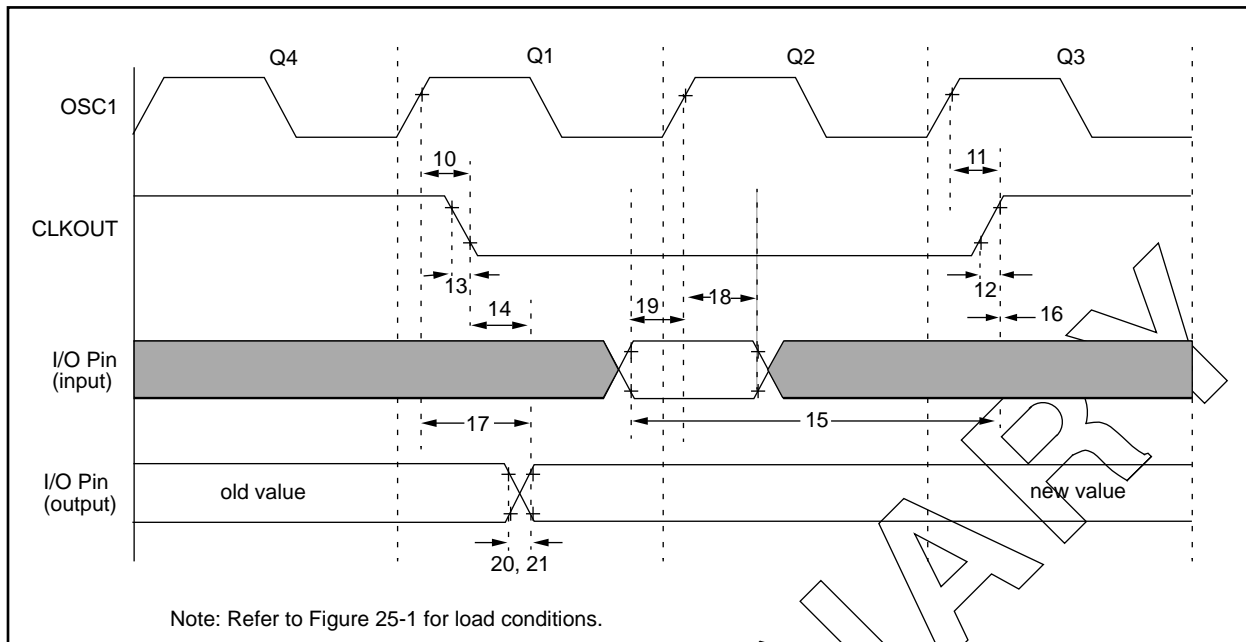 Q4 Q1 Q2 Q3
OSC1
10 11
CLKOUT
13 12
14 19 18 16
I/O Pin
(input)
17 15
I/O Pin
(output)
old value new value
20, 21
Note: Refer to Figure 25-1 for load conditions.